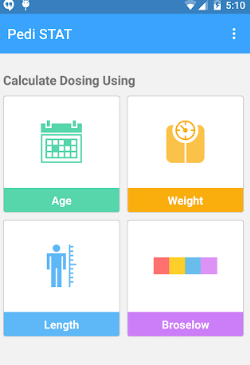 5:10
Pedi STAT
Calculate Dosing Using
Age
Weight
Length
Broselow